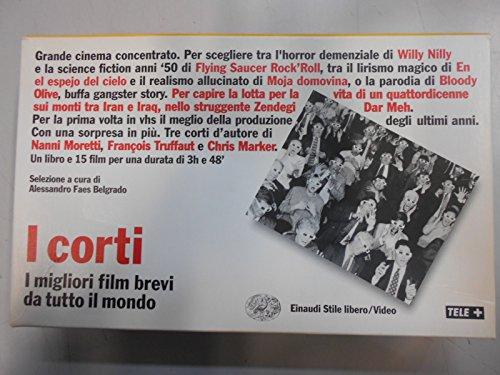 Grande cinema concentrato. Per scegliere tra l'horror demenziale di Willy Nilly
e la science fiction anni '50 di Flying Saucer Rock'Roll, tra il lirismo magico di En
el espejo del cielo e il realismo allucinato di Moja domovina, o la parodia di Bloody
Olive, buffa gangster story. Per capire la lotta per la vita di un quattordicenne
sui monti tra Iran e Iraq, nello struggente Zendegi Dar Meh.
Per la prima volta in vhs il meglio della produzione degli ultimi anni.
Con una sorpresa in più. Tre corti d'autore di
Nanni Moretti, François Truffaut e Chris Marker.
Un libro e 15 film per una durata di 3h e 48'
Selezione a cura di
Alessandro Faes Belgrado
I corti
I migliori film brevi
da tutto il mondo
Einaudi Stile libero/Video
TELE +